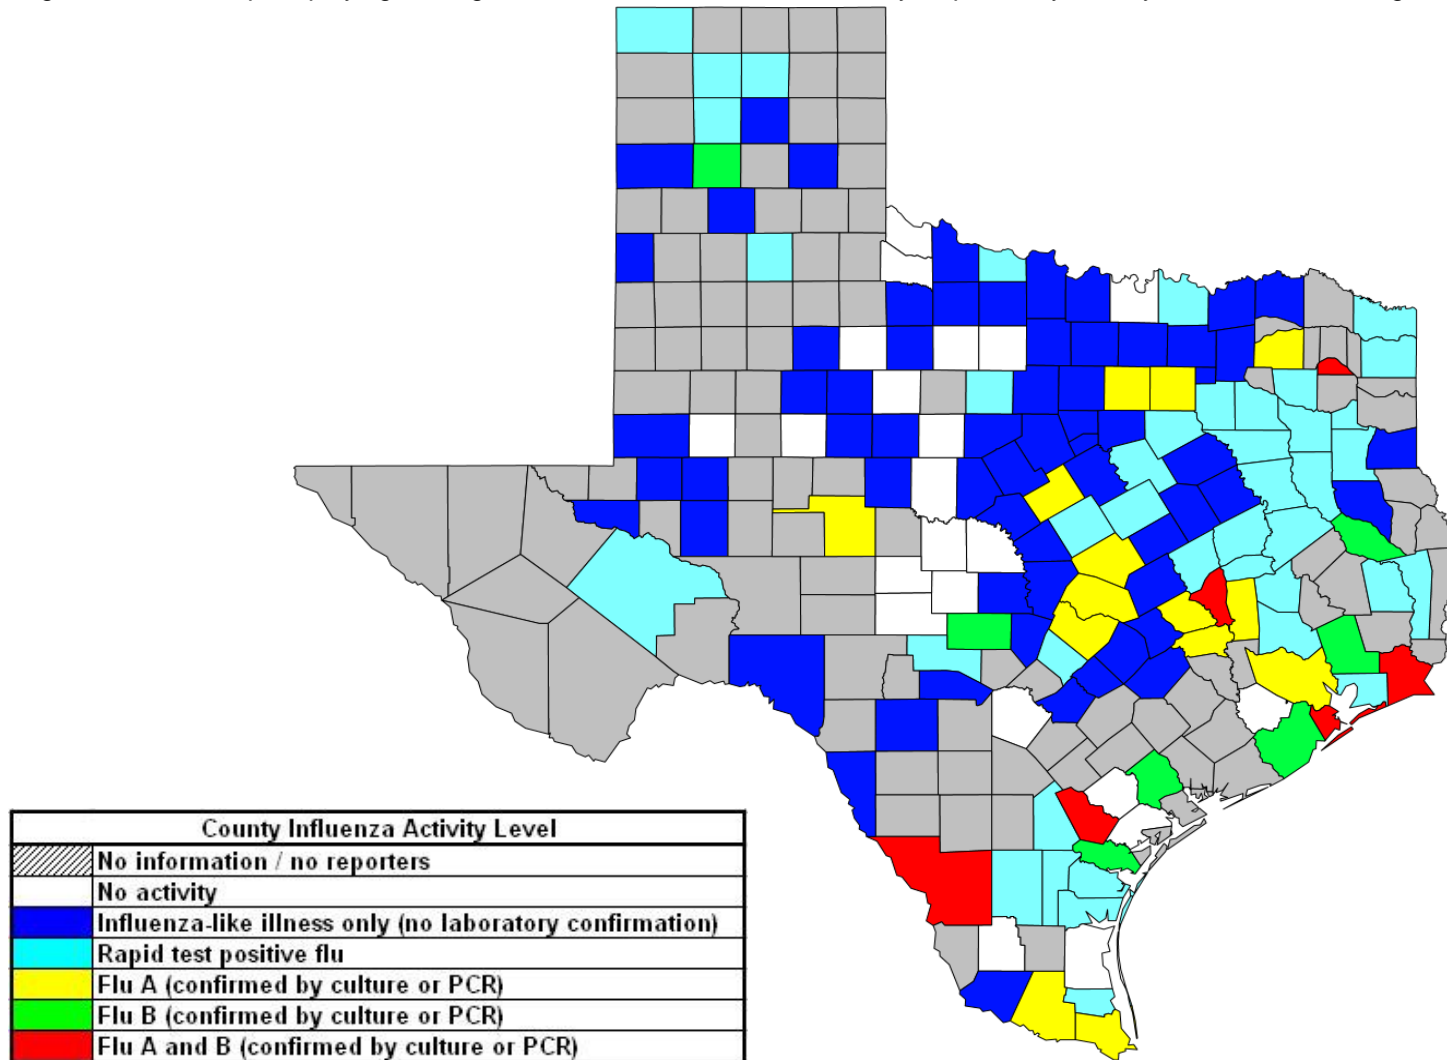 County Influenza Activity Level
No information / no reporters
No activity
Influenza-like illness only (no laboratory confirmation)
Rapid test positive flu
Flu A (confirmed by culture or PCR)
Flu B (confirmed by culture or PCR)
Flu A and B (confirmed by culture or PCR)